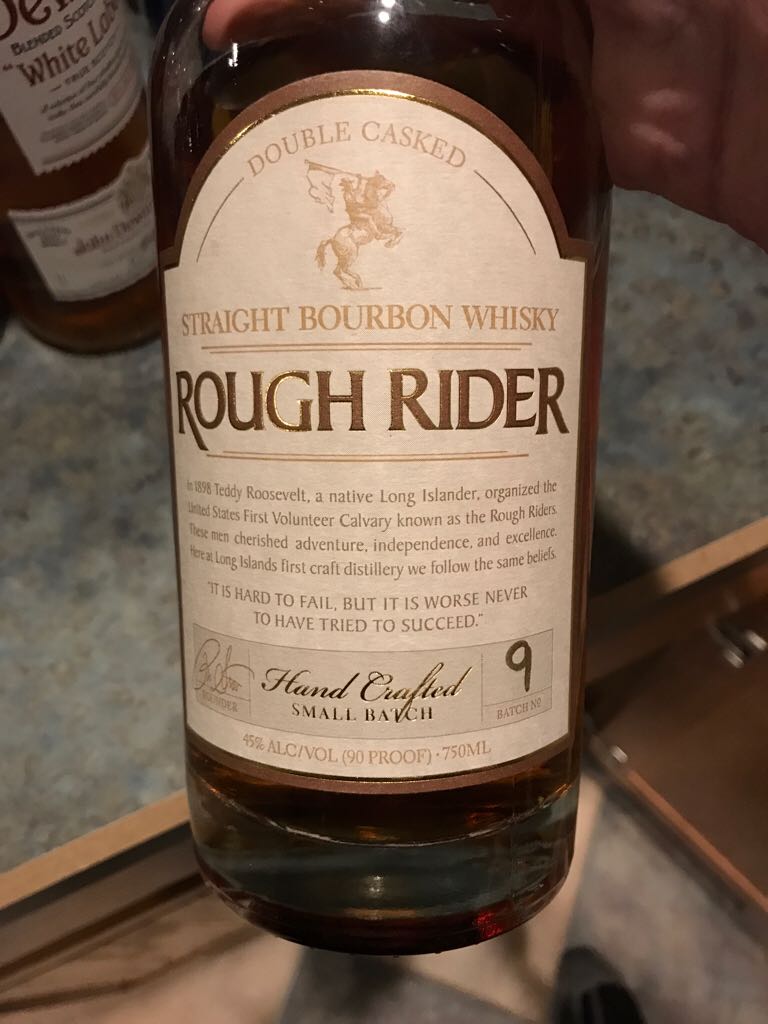 BLENDED SCOTCH
"White Label"
DOUBLE CASKED
STRAIGHT BOURBON WHISKY
ROUGH RIDER
In 1898 Teddy Roosevelt, a native Long Islander, organized the
United States First Volunteer Calvary known as the Rough Riders.
These men cherished adventure, independence, and excellence.
Here at Long Islands first craft distillery we follow the same beliefs.
"IT IS HARD TO FAIL, BUT IT IS WORSE NEVER
TO HAVE TRIED TO SUCCEED."
FOUNDER
Hand Crafted
SMALL BATCH
9
BATCH NO
45% ALC/VOL (90 PROOF) · 750ML